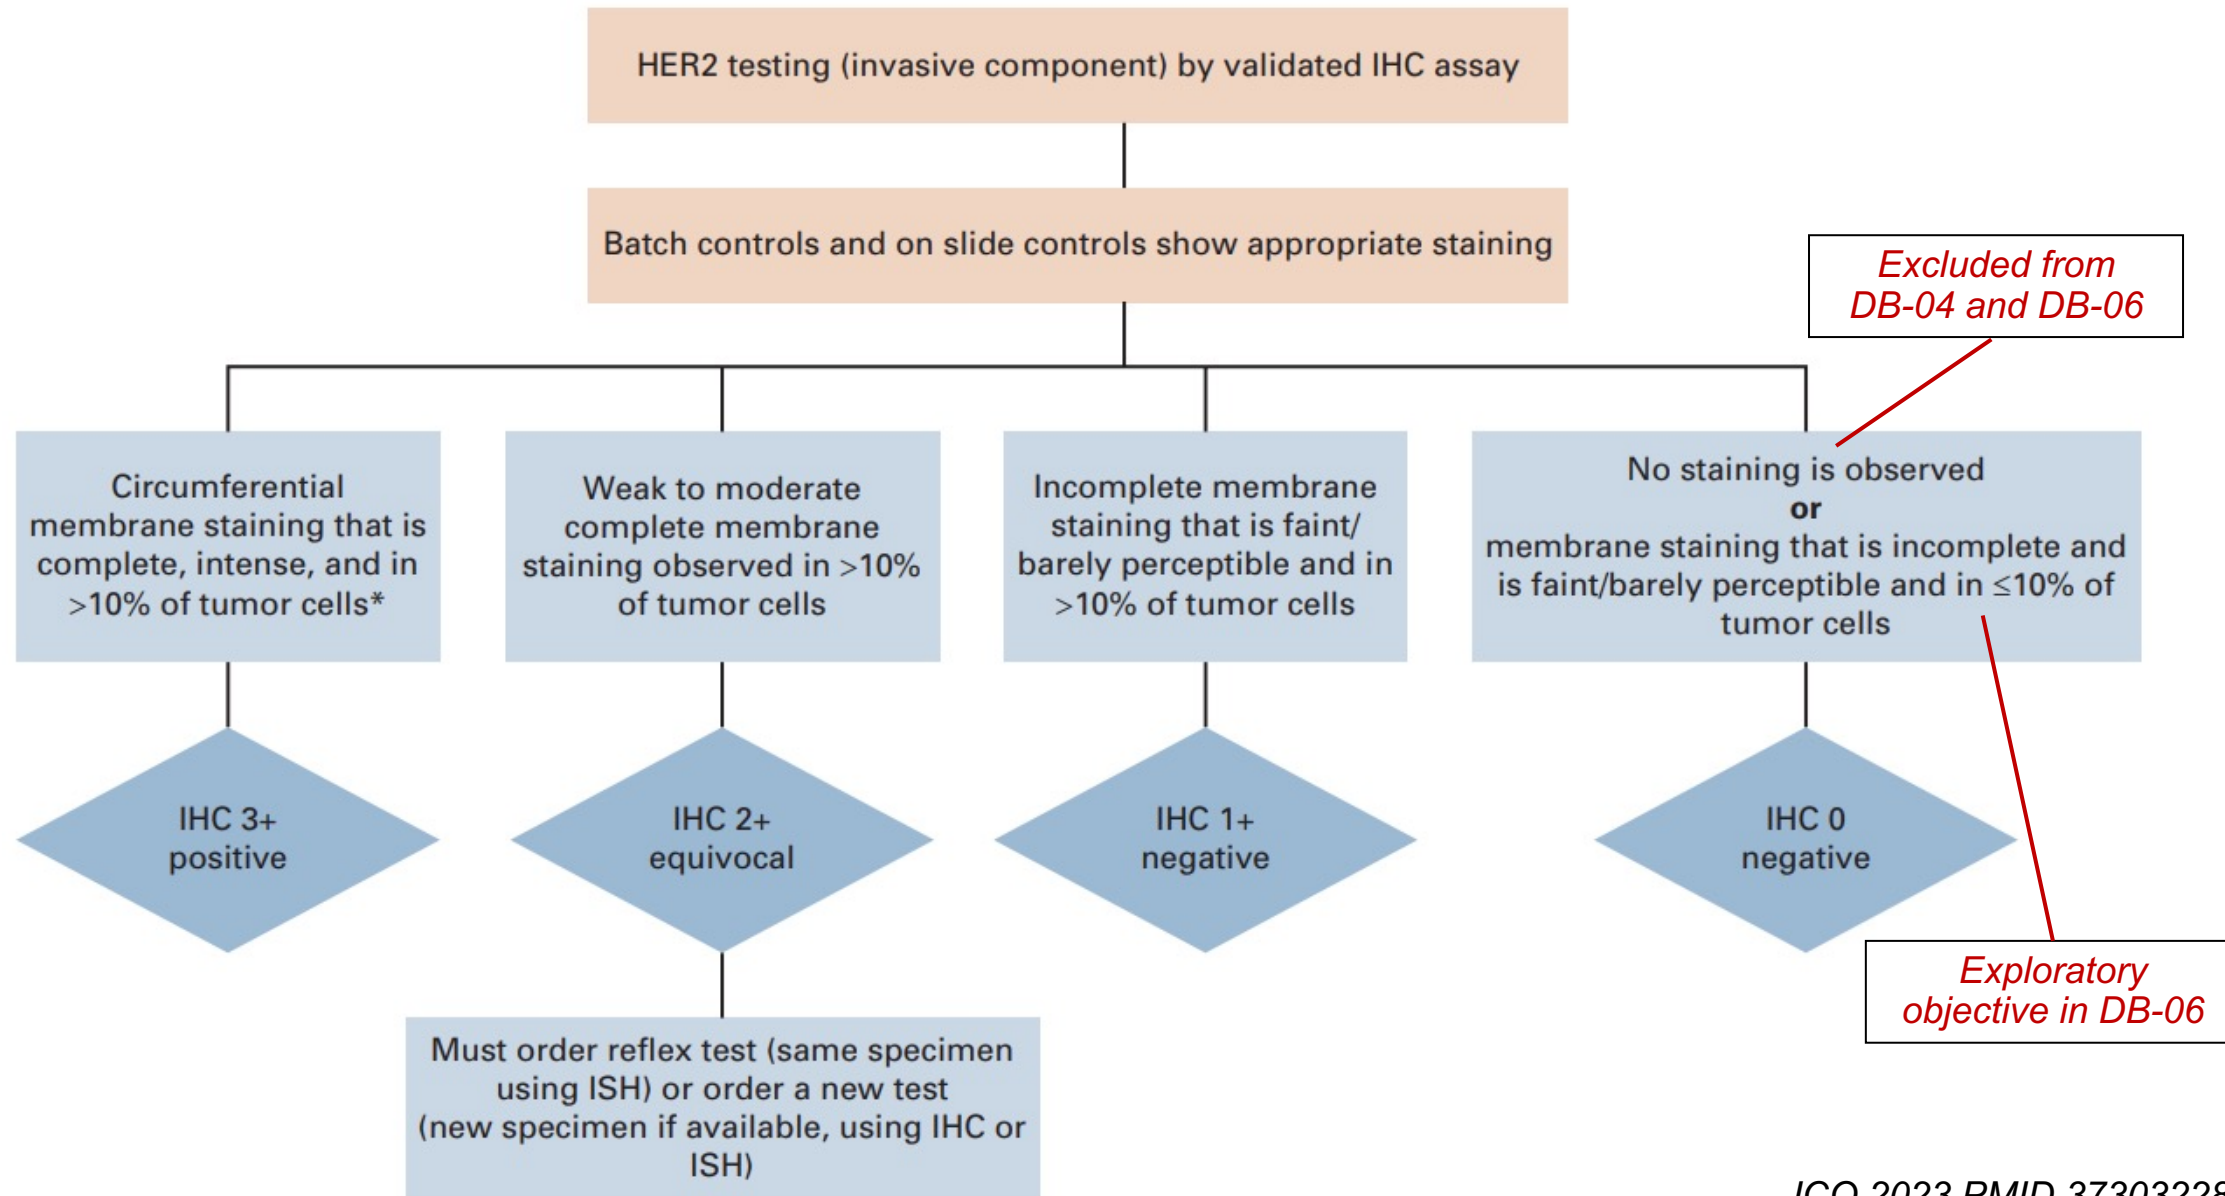 HER2 testing (invasive component) by validated IHC assay
Batch controls and on slide controls show appropriate staining
Excluded from
DB-04 and DB-06
Circumferential
membrane staining that is
complete, intense, and in
>10% of tumor cells*
Weak to moderate
complete membrane
staining observed in >10%
of tumor cells
Incomplete membrane
staining that is faint/
barely perceptible and in
>10% of tumor cells
No staining is observed
or
membrane staining that is incomplete and
is faint/barely perceptible and in ≤10% of
tumor cells
IHC 3+
positive
IHC 2+
equivocal
IHC 1+
negative
IHC 0
negative
Exploratory
objective in DB-06
Must order reflex test (same specimen
using ISH) or order a new test
(new specimen if available, using IHC or
ISH)
JCO 2023 PMID 37303228